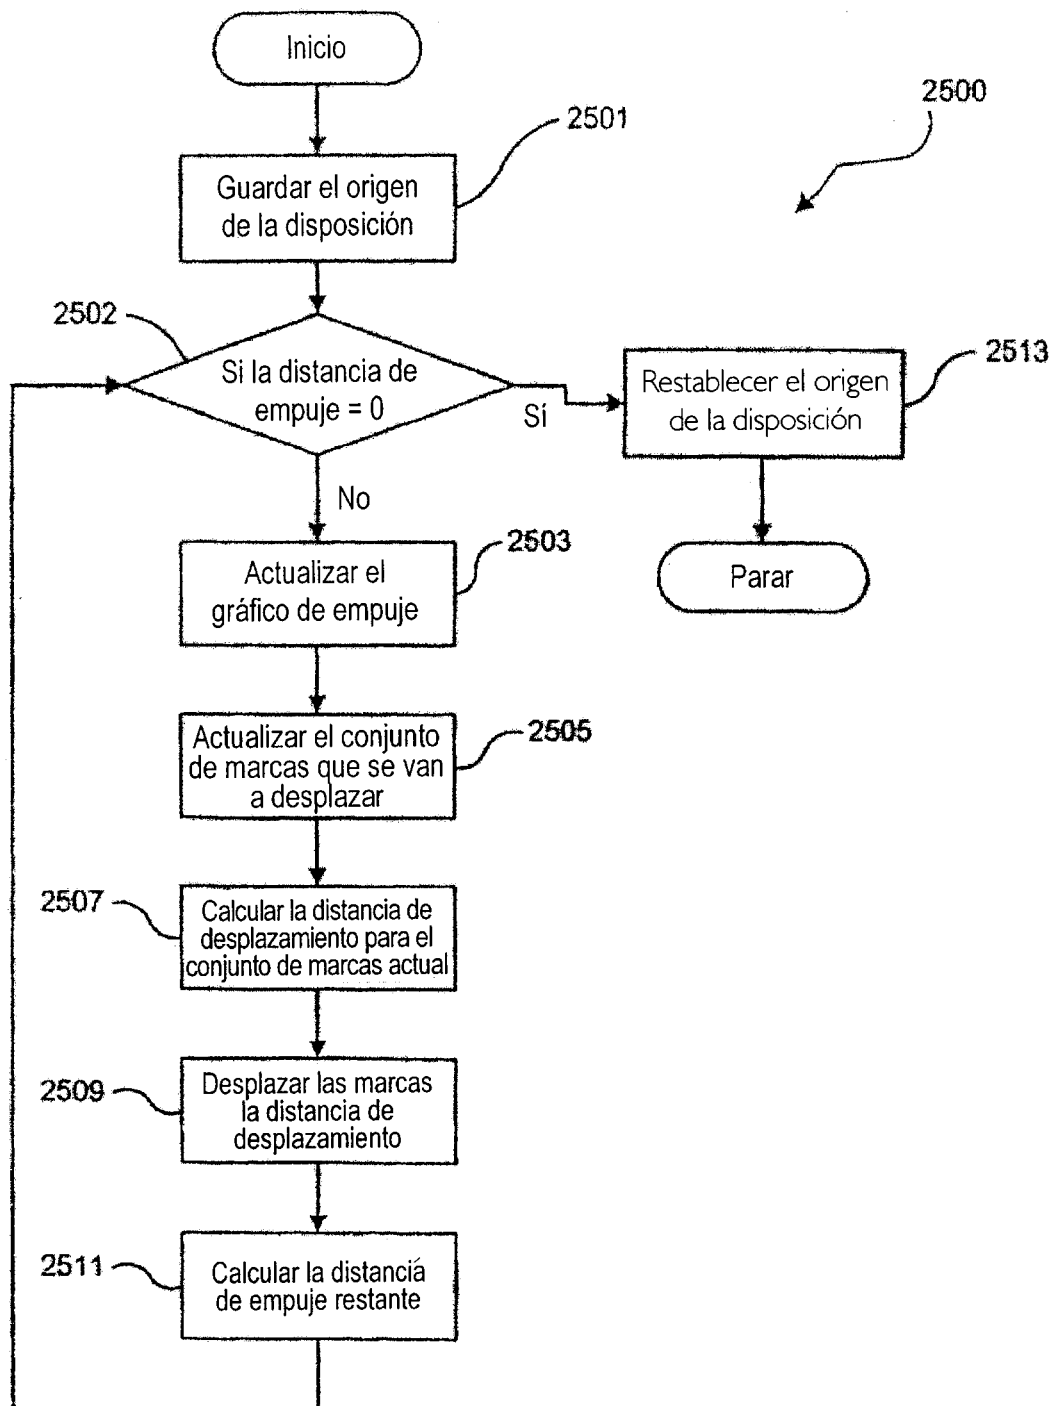 Inicio
2500
2501
Guardar el origen
de la disposición
2502
Si la distancia de
empuje = 0
Sí
2513
Restablecer el origen
de la disposición
No
Parar
2503
Actualizar el
gráfico de empuje
2505
Actualizar el conjunto
de marcas que se van
a desplazar
2507
Calcular la distancia de
desplazamiento para el
conjunto de marcas actual
2509
Desplazar las marcas
la distancia de
desplazamiento
2511
Calcular la distancia
de empuje restante